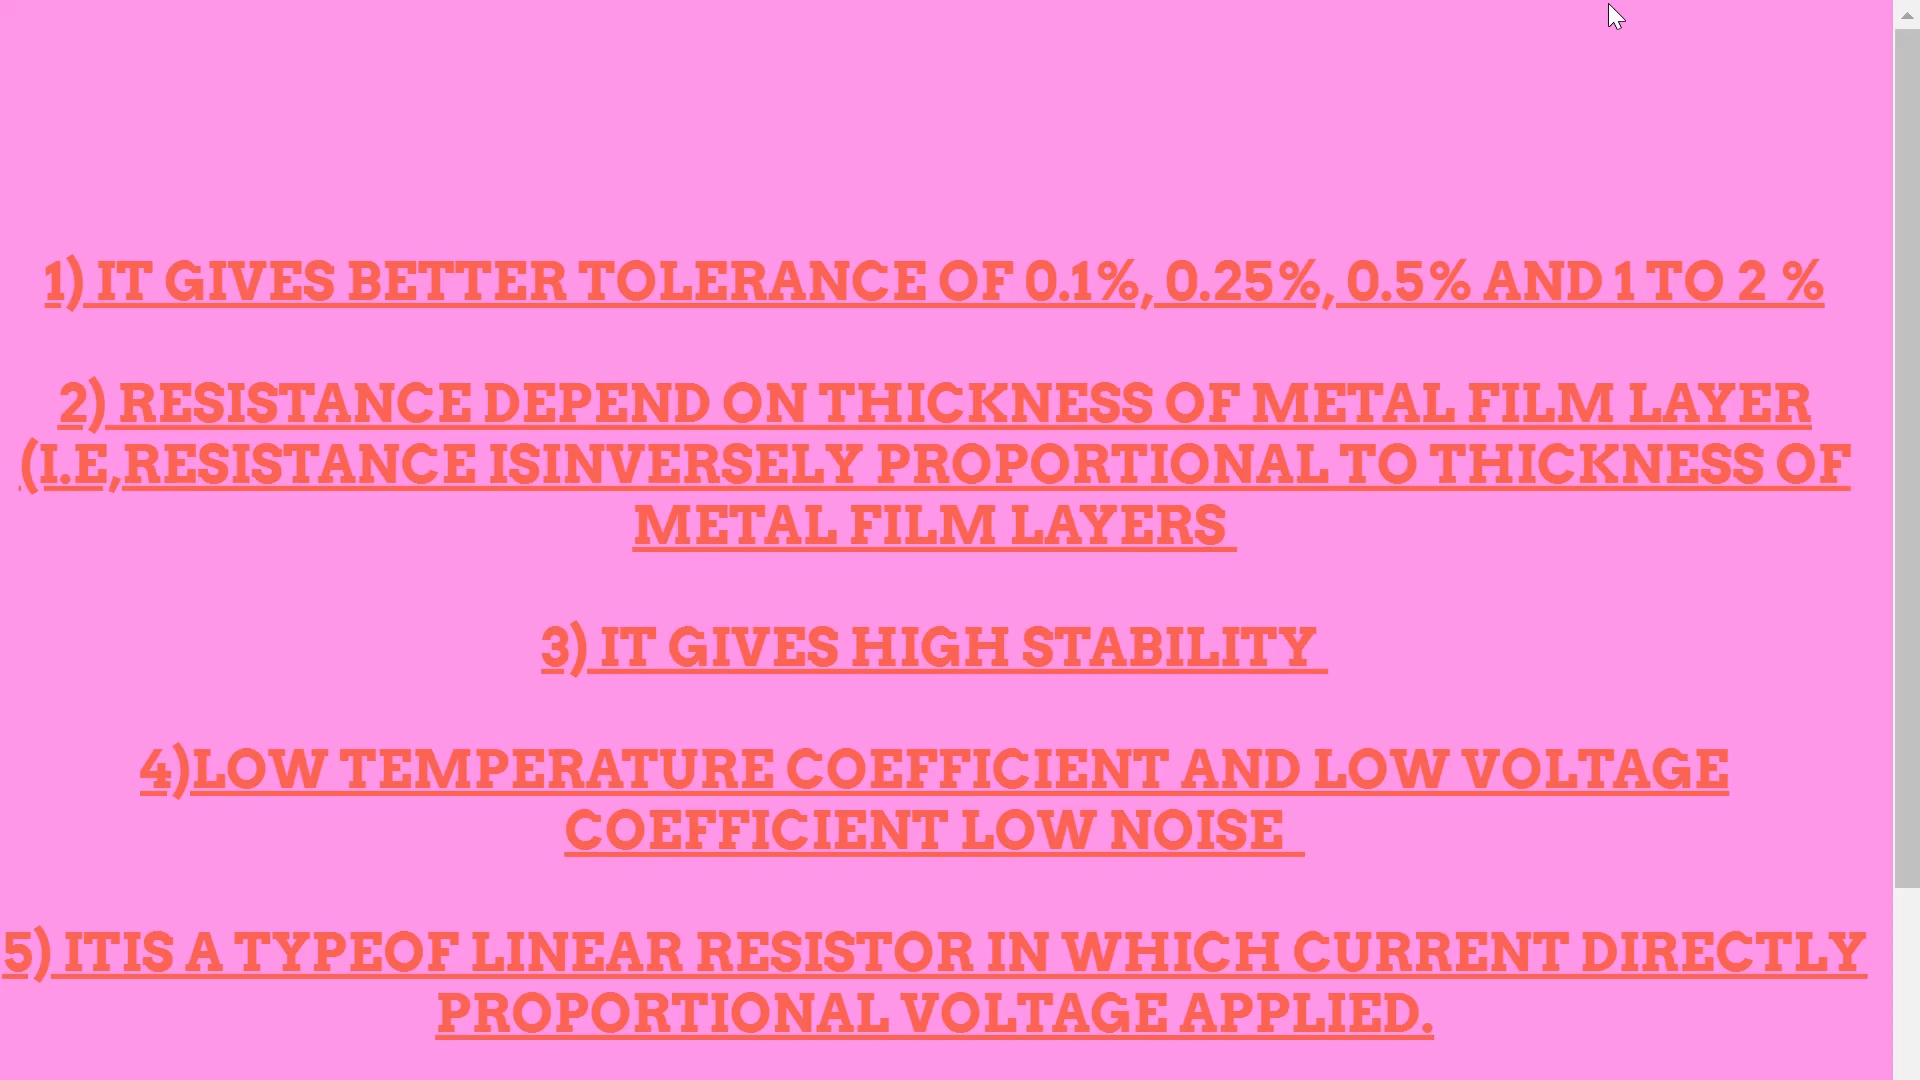 1) IT GIVES BETTER TOLERANCE OF 0.1%, 0.25%, 0.5% AND 1 TO 2 %
2) RESISTANCE DEPEND ON THICKNESS OF METAL FILM LAYER
(I.E,RESISTANCE ISINVERSELY PROPORTIONAL TO THICKNESS OF
METAL FILM LAYERS
3) IT GIVES HIGH STABILITY
4)LOW TEMPERATURE COEFFICIENT AND LOW VOLTAGE
COEFFICIENT LOW NOISE
5) ITIS A TYPEOF LINEAR RESISTOR IN WHICH CURRENT DIRECTLY
PROPORTIONAL VOLTAGE APPLIED.